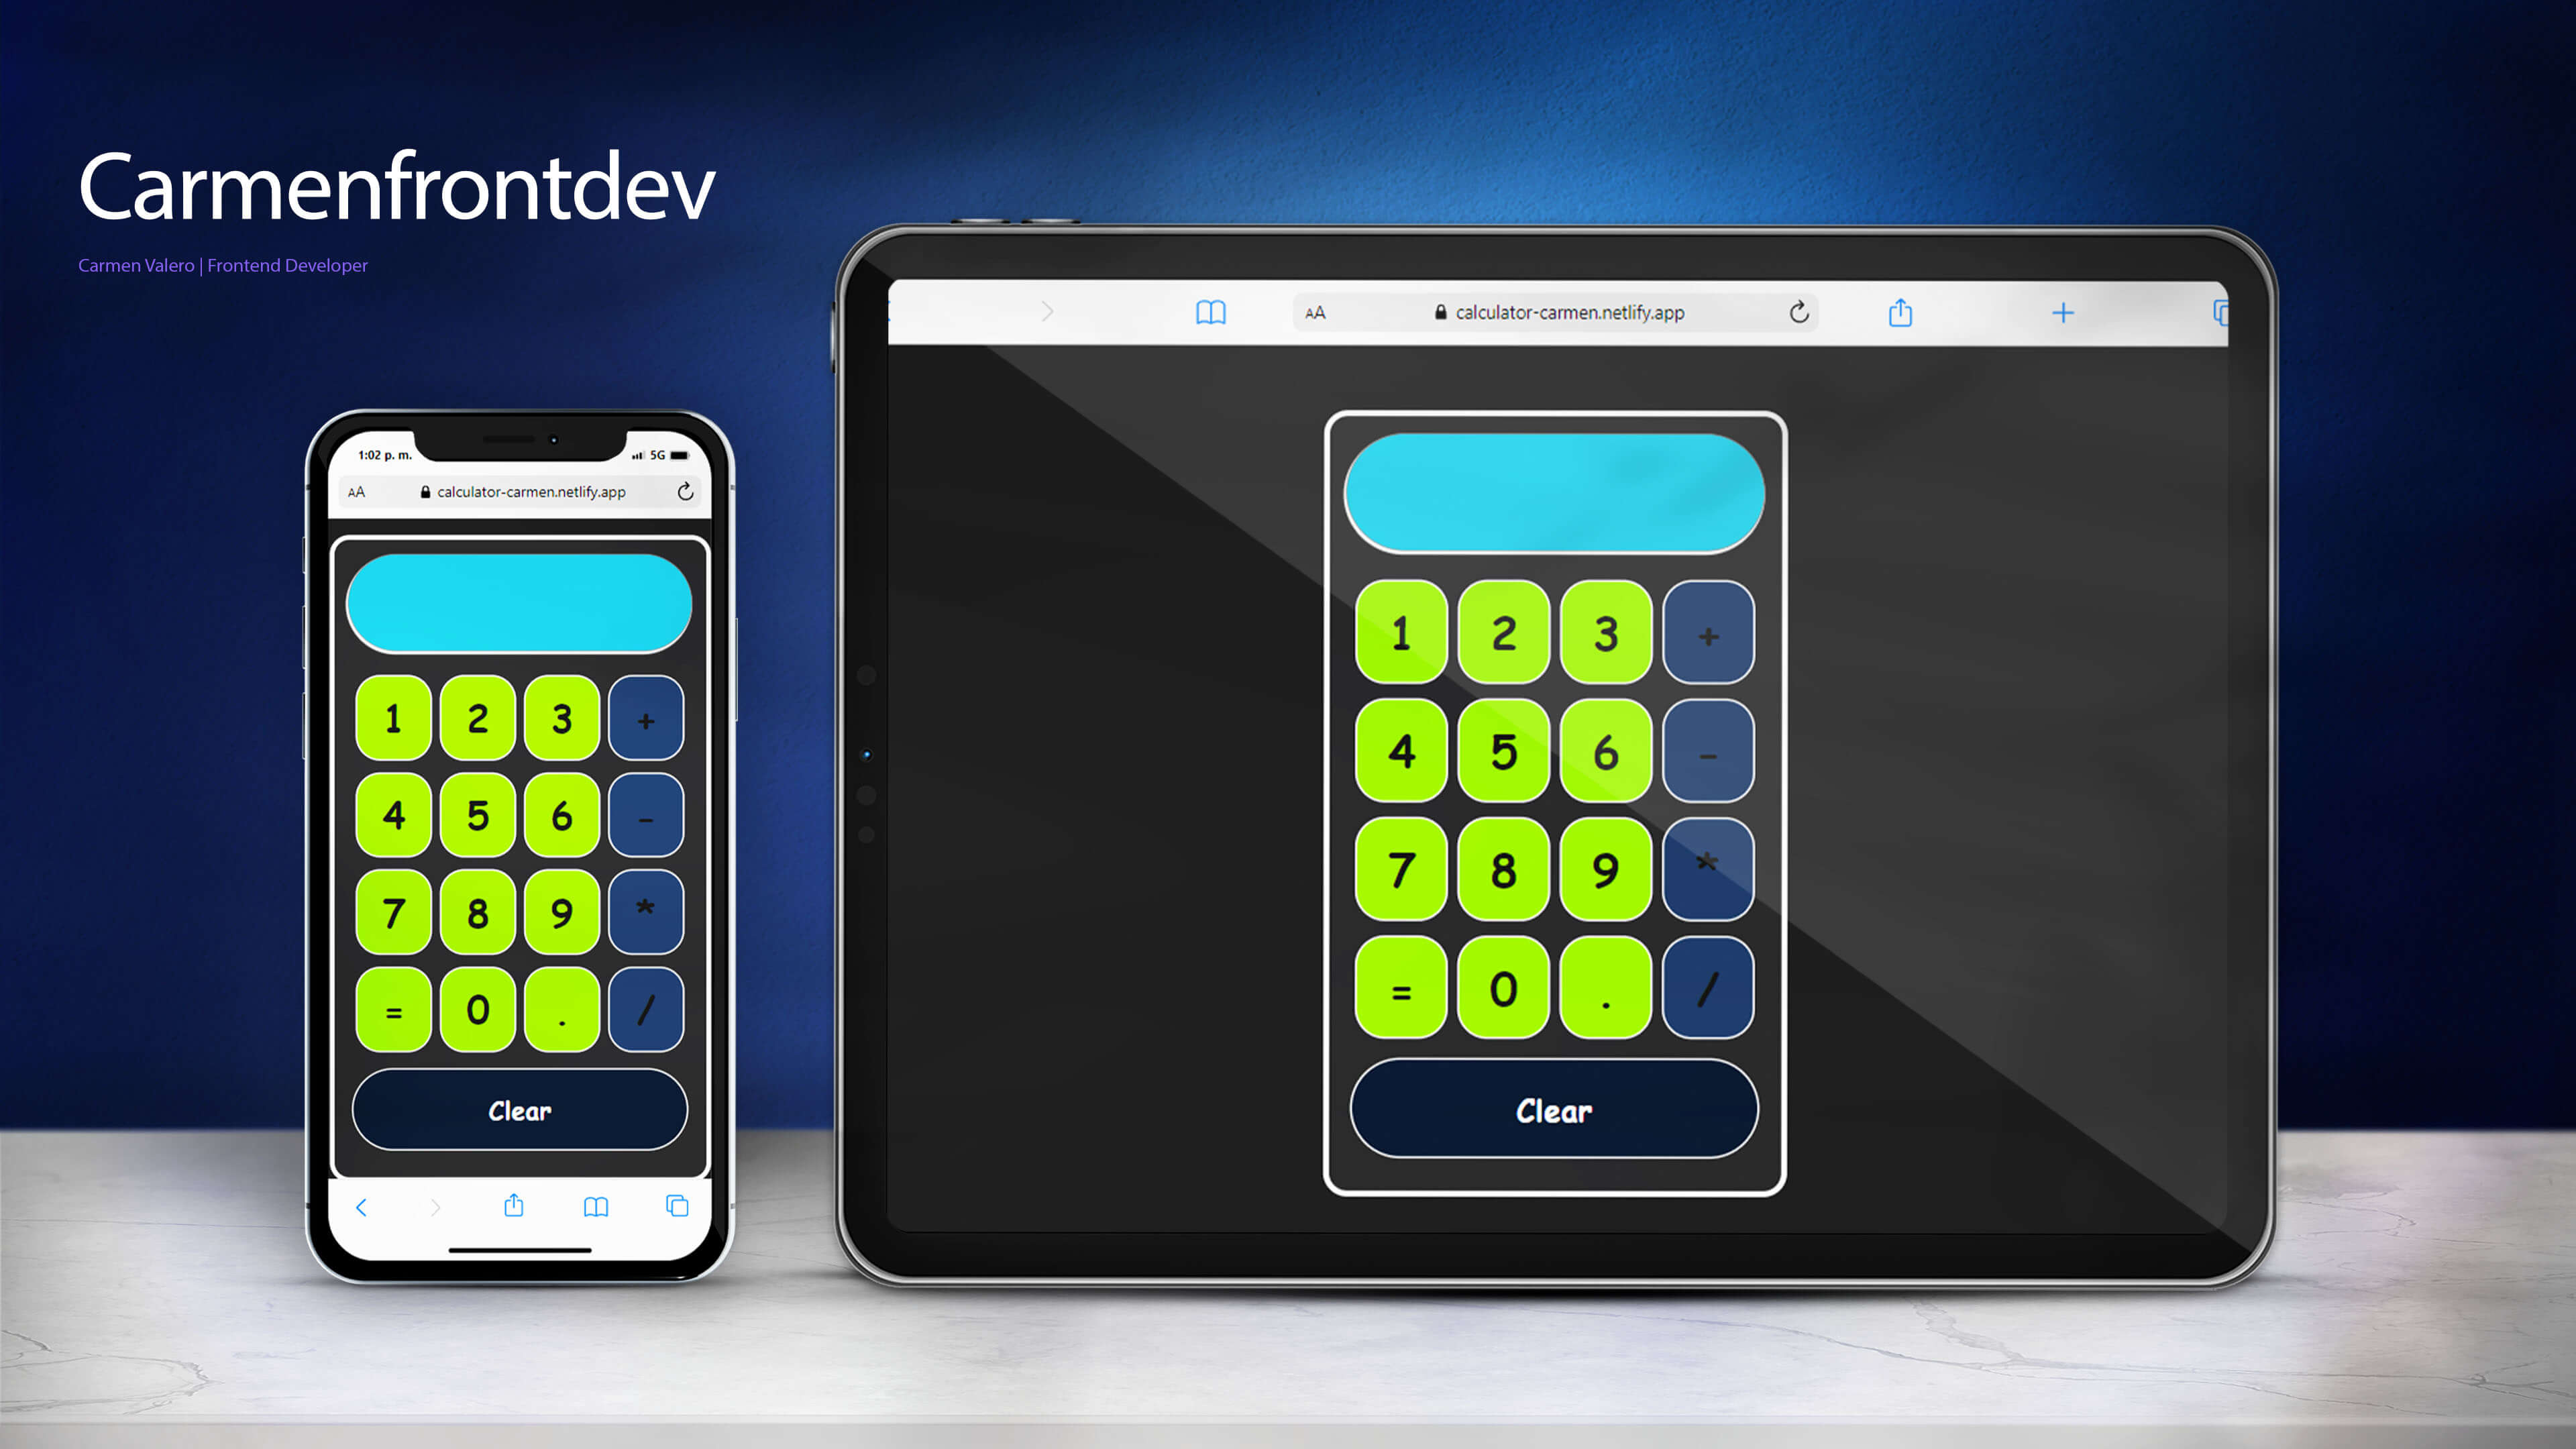 Carmenfrontdev
Carmen Valero | Frontend Developer
1:02 p. m. 5G
AA calculator-carmen.netlify.app
1 2 3 +
4 5 6 -
7 8 9 *
= 0 . /
Clear
AA calculator-carmen.netlify.app
1 2 3 +
4 5 6 -
7 8 9 *
= 0 . /
Clear